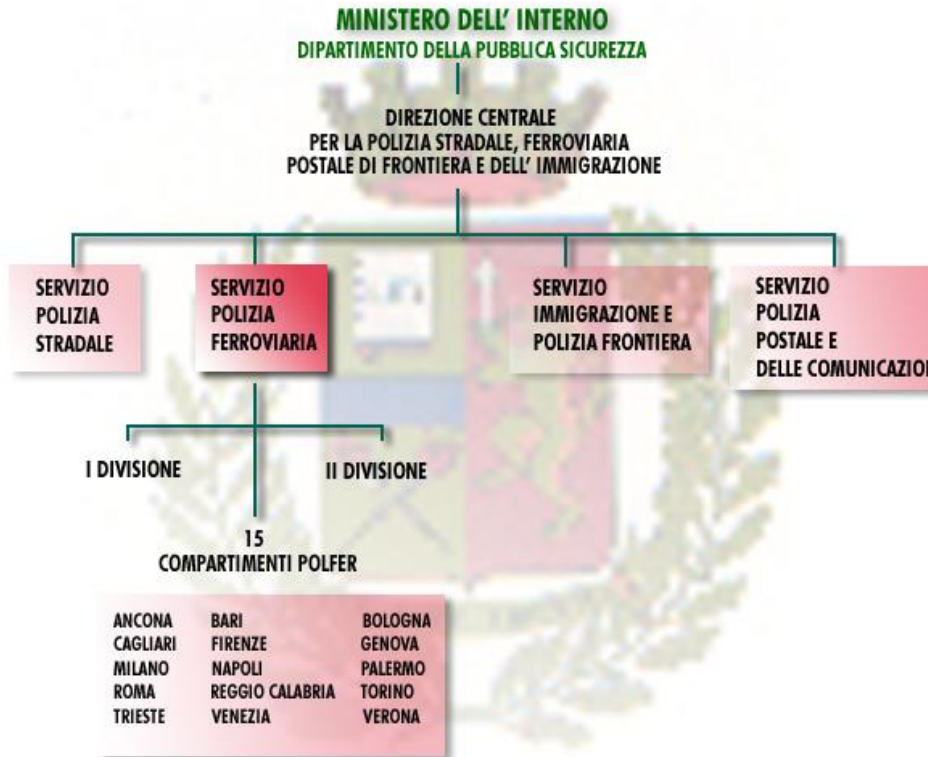 MINISTERO DELL' INTERNO
DIPARTIMENTO DELLA PUBBLICA SICUREZZA
DIREZIONE CENTRALE
PER LA POLIZIA STRADALE, FERROVIARIA
POSTALE DI FRONTIERA E DELL' IMMIGRAZIONE
SERVIZIO
POLIZIA
STRADALE
SERVIZIO
POLIZIA
FERROVIARIA
SERVIZIO
IMMIGRAZIONE E
POLIZIA FRONTIERA
SERVIZIO
POLIZIA
POSTALE E
DELLE COMUNICAZIO
I DIVISIONE
II DIVISIONE
15
COMPARTIMENTI POLFER
ANCONA BARI BOLOGNA
CAGLIARI FIRENZE GENOVA
MILANO NAPOLI PALERMO
ROMA REGGIO CALABRIA TORINO
TRIESTE VENEZIA VERONA